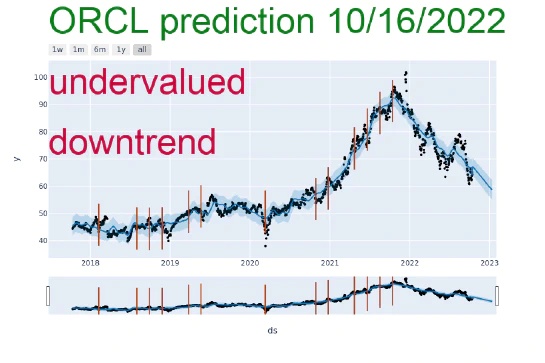 ORCL prediction 10/16/2022
1w 1m 6m 1y all
undervalued
downtrend
100
90
80
70
60
50
40
y
2018 2019 2020 2021 2022 2023
ds